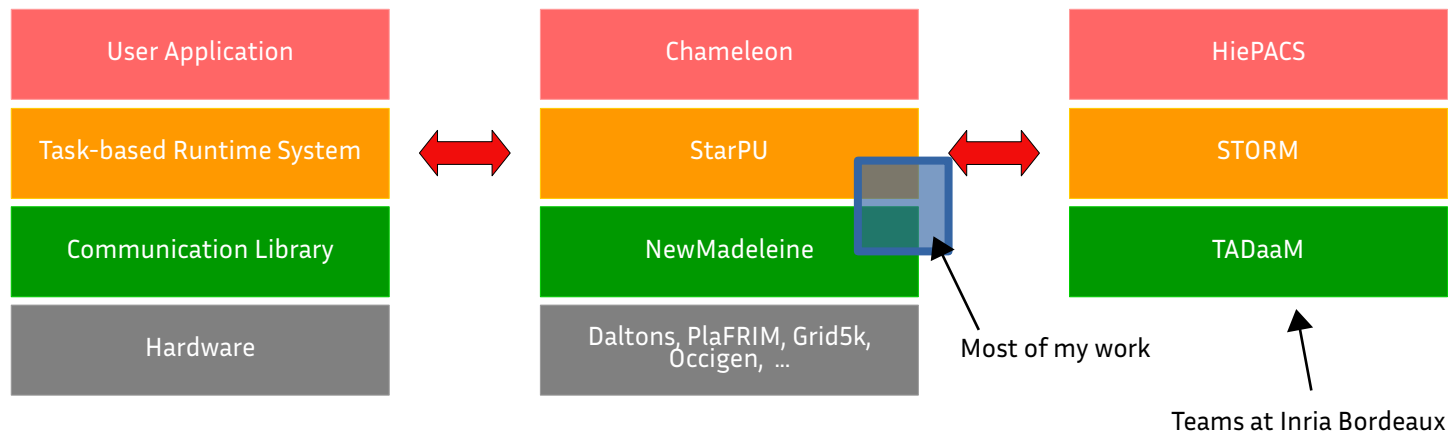 User Application
Chameleon
HiePACS
Task-based Runtime System
StarPU
STORM
Communication Library
NewMadeleine
TADaaM
Hardware
Daltons, PlaFRIM, Grid5k,
Occigen, ...
Most of my work
Teams at Inria Bordeaux